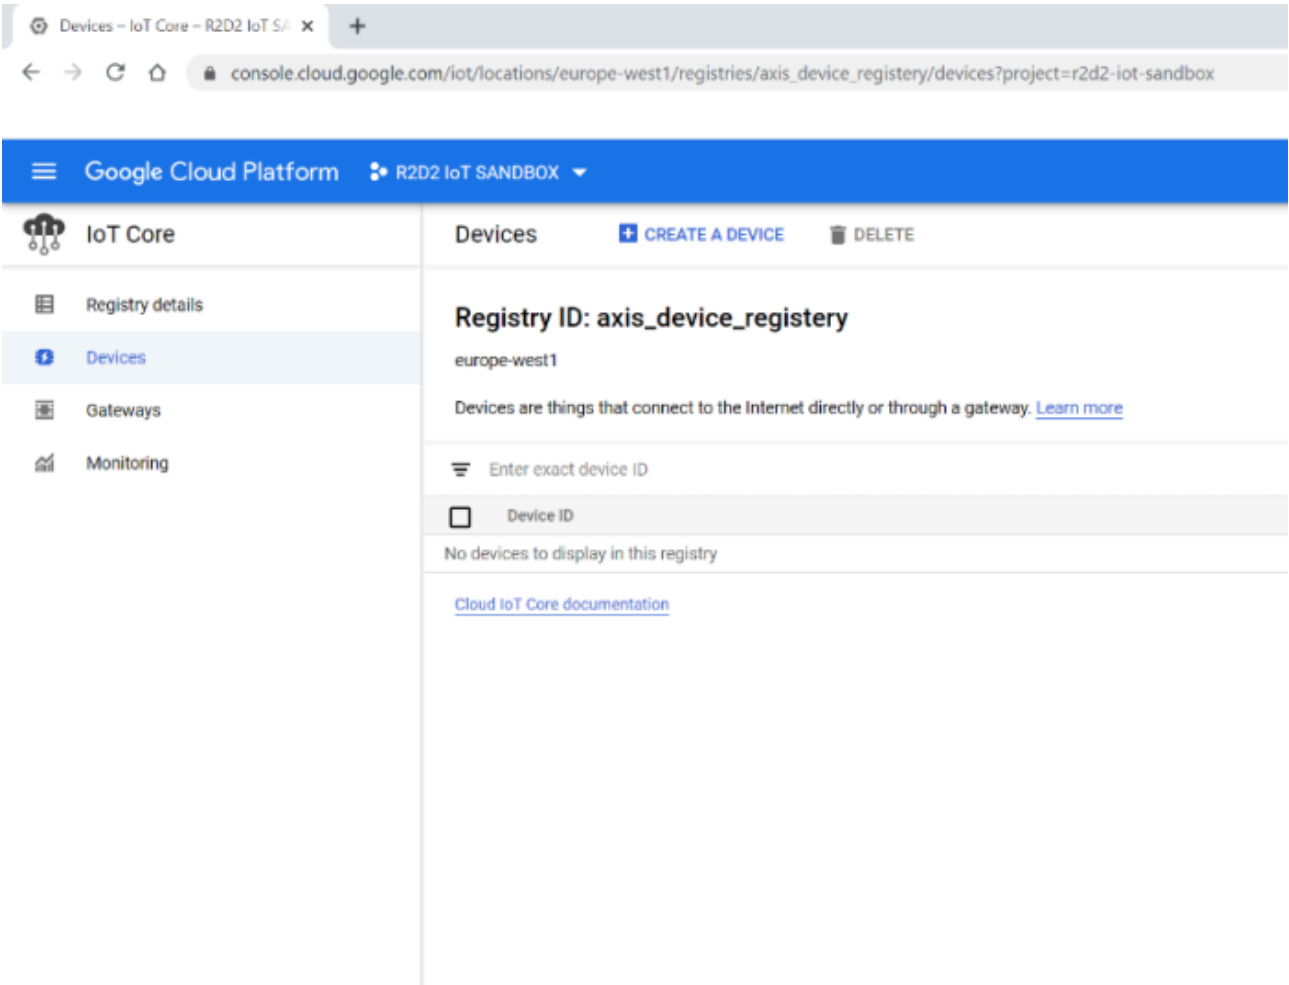 Devices – IoT Core – R2D2 IoT SA
console.cloud.google.com/iot/locations/europe-west1/registries/axis_device_registery/devices?project=r2d2-iot-sandbox
Google Cloud Platform R2D2 IoT SANDBOX
IoT Core
Devices CREATE A DEVICE DELETE
Registry details
Devices
Gateways
Monitoring
Registry ID: axis_device_registery
europe-west1
Devices are things that connect to the Internet directly or through a gateway. Learn more
Enter exact device ID
Device ID
No devices to display in this registry
Cloud IoT Core documentation